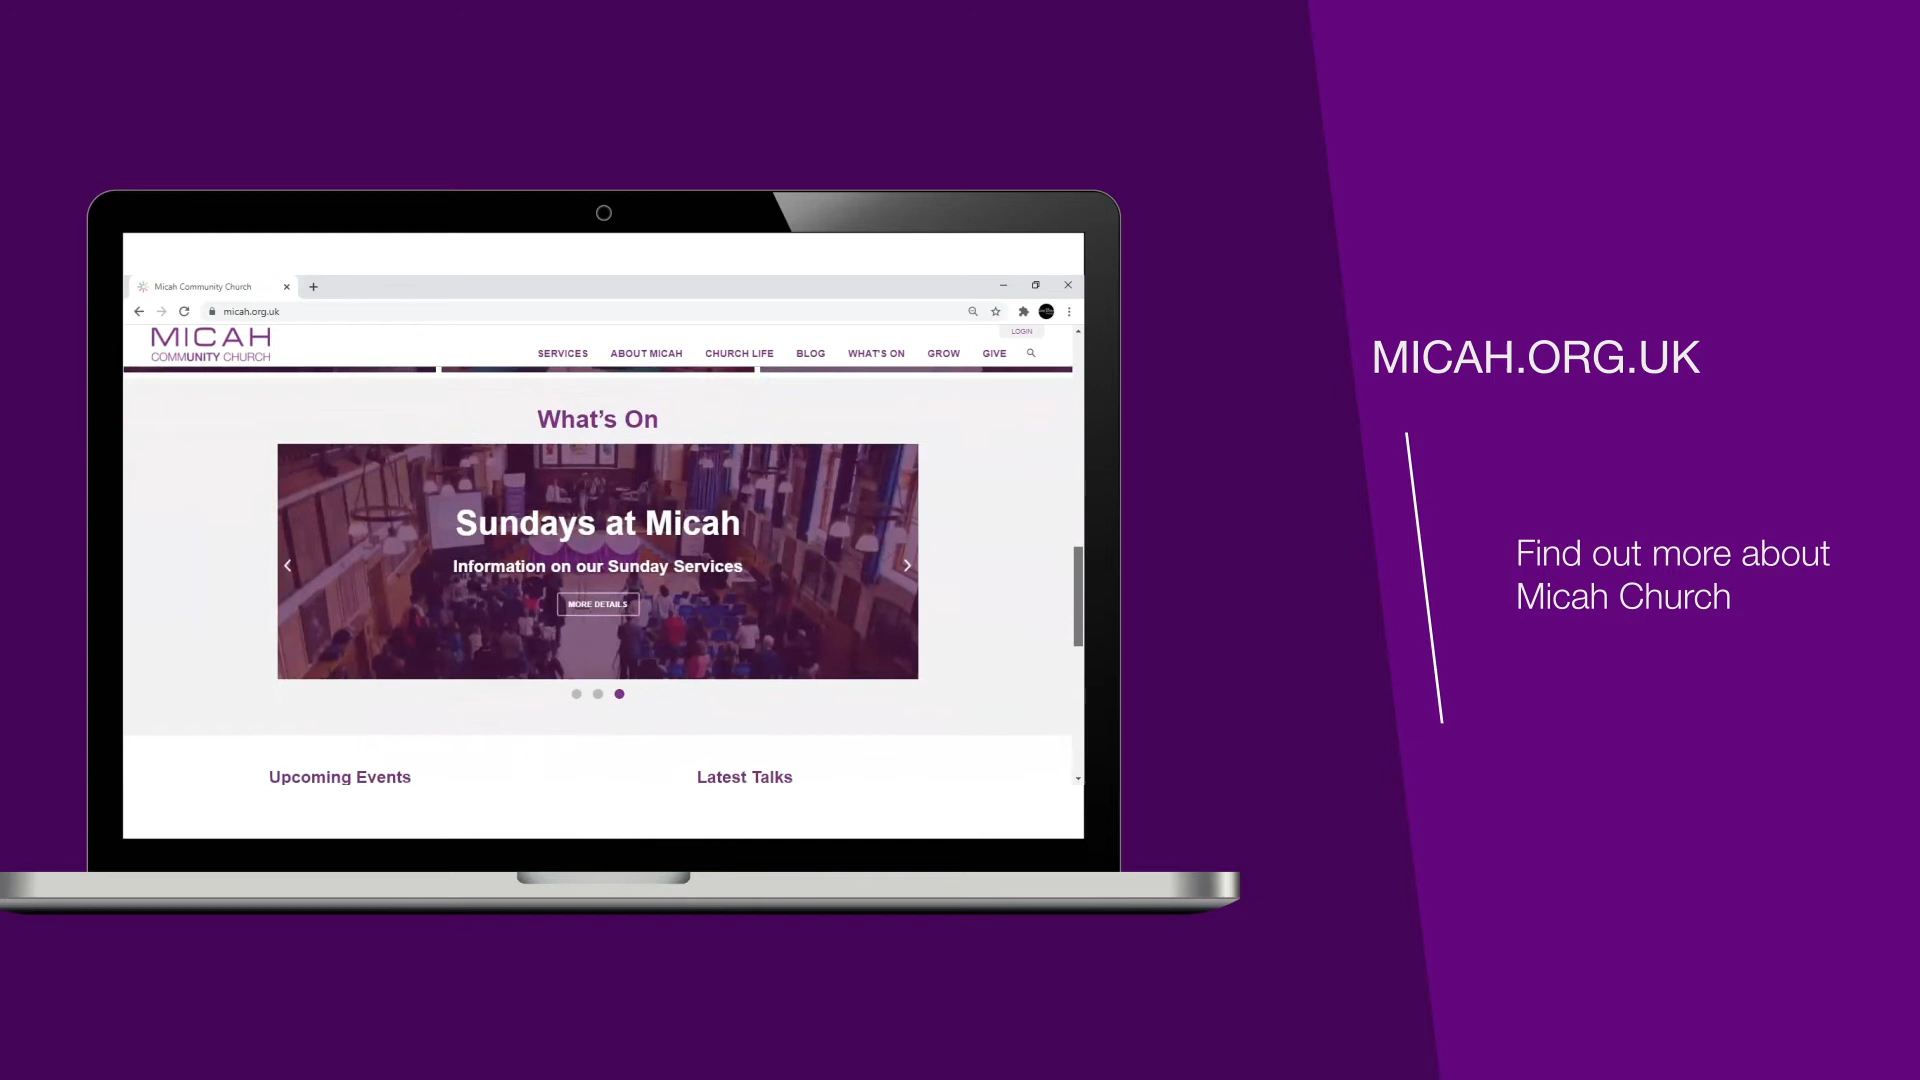 Micah Community Church
micah.org.uk
MICAH
COMMUNITY CHURCH
LOGIN
SERVICES ABOUT MICAH CHURCH LIFE BLOG WHAT'S ON GROW GIVE
What's On
Sundays at Micah
Information on our Sunday Services
MORE DETAILS
Upcoming Events Latest Talks
MICAH.ORG.UK
Find out more about
Micah Church